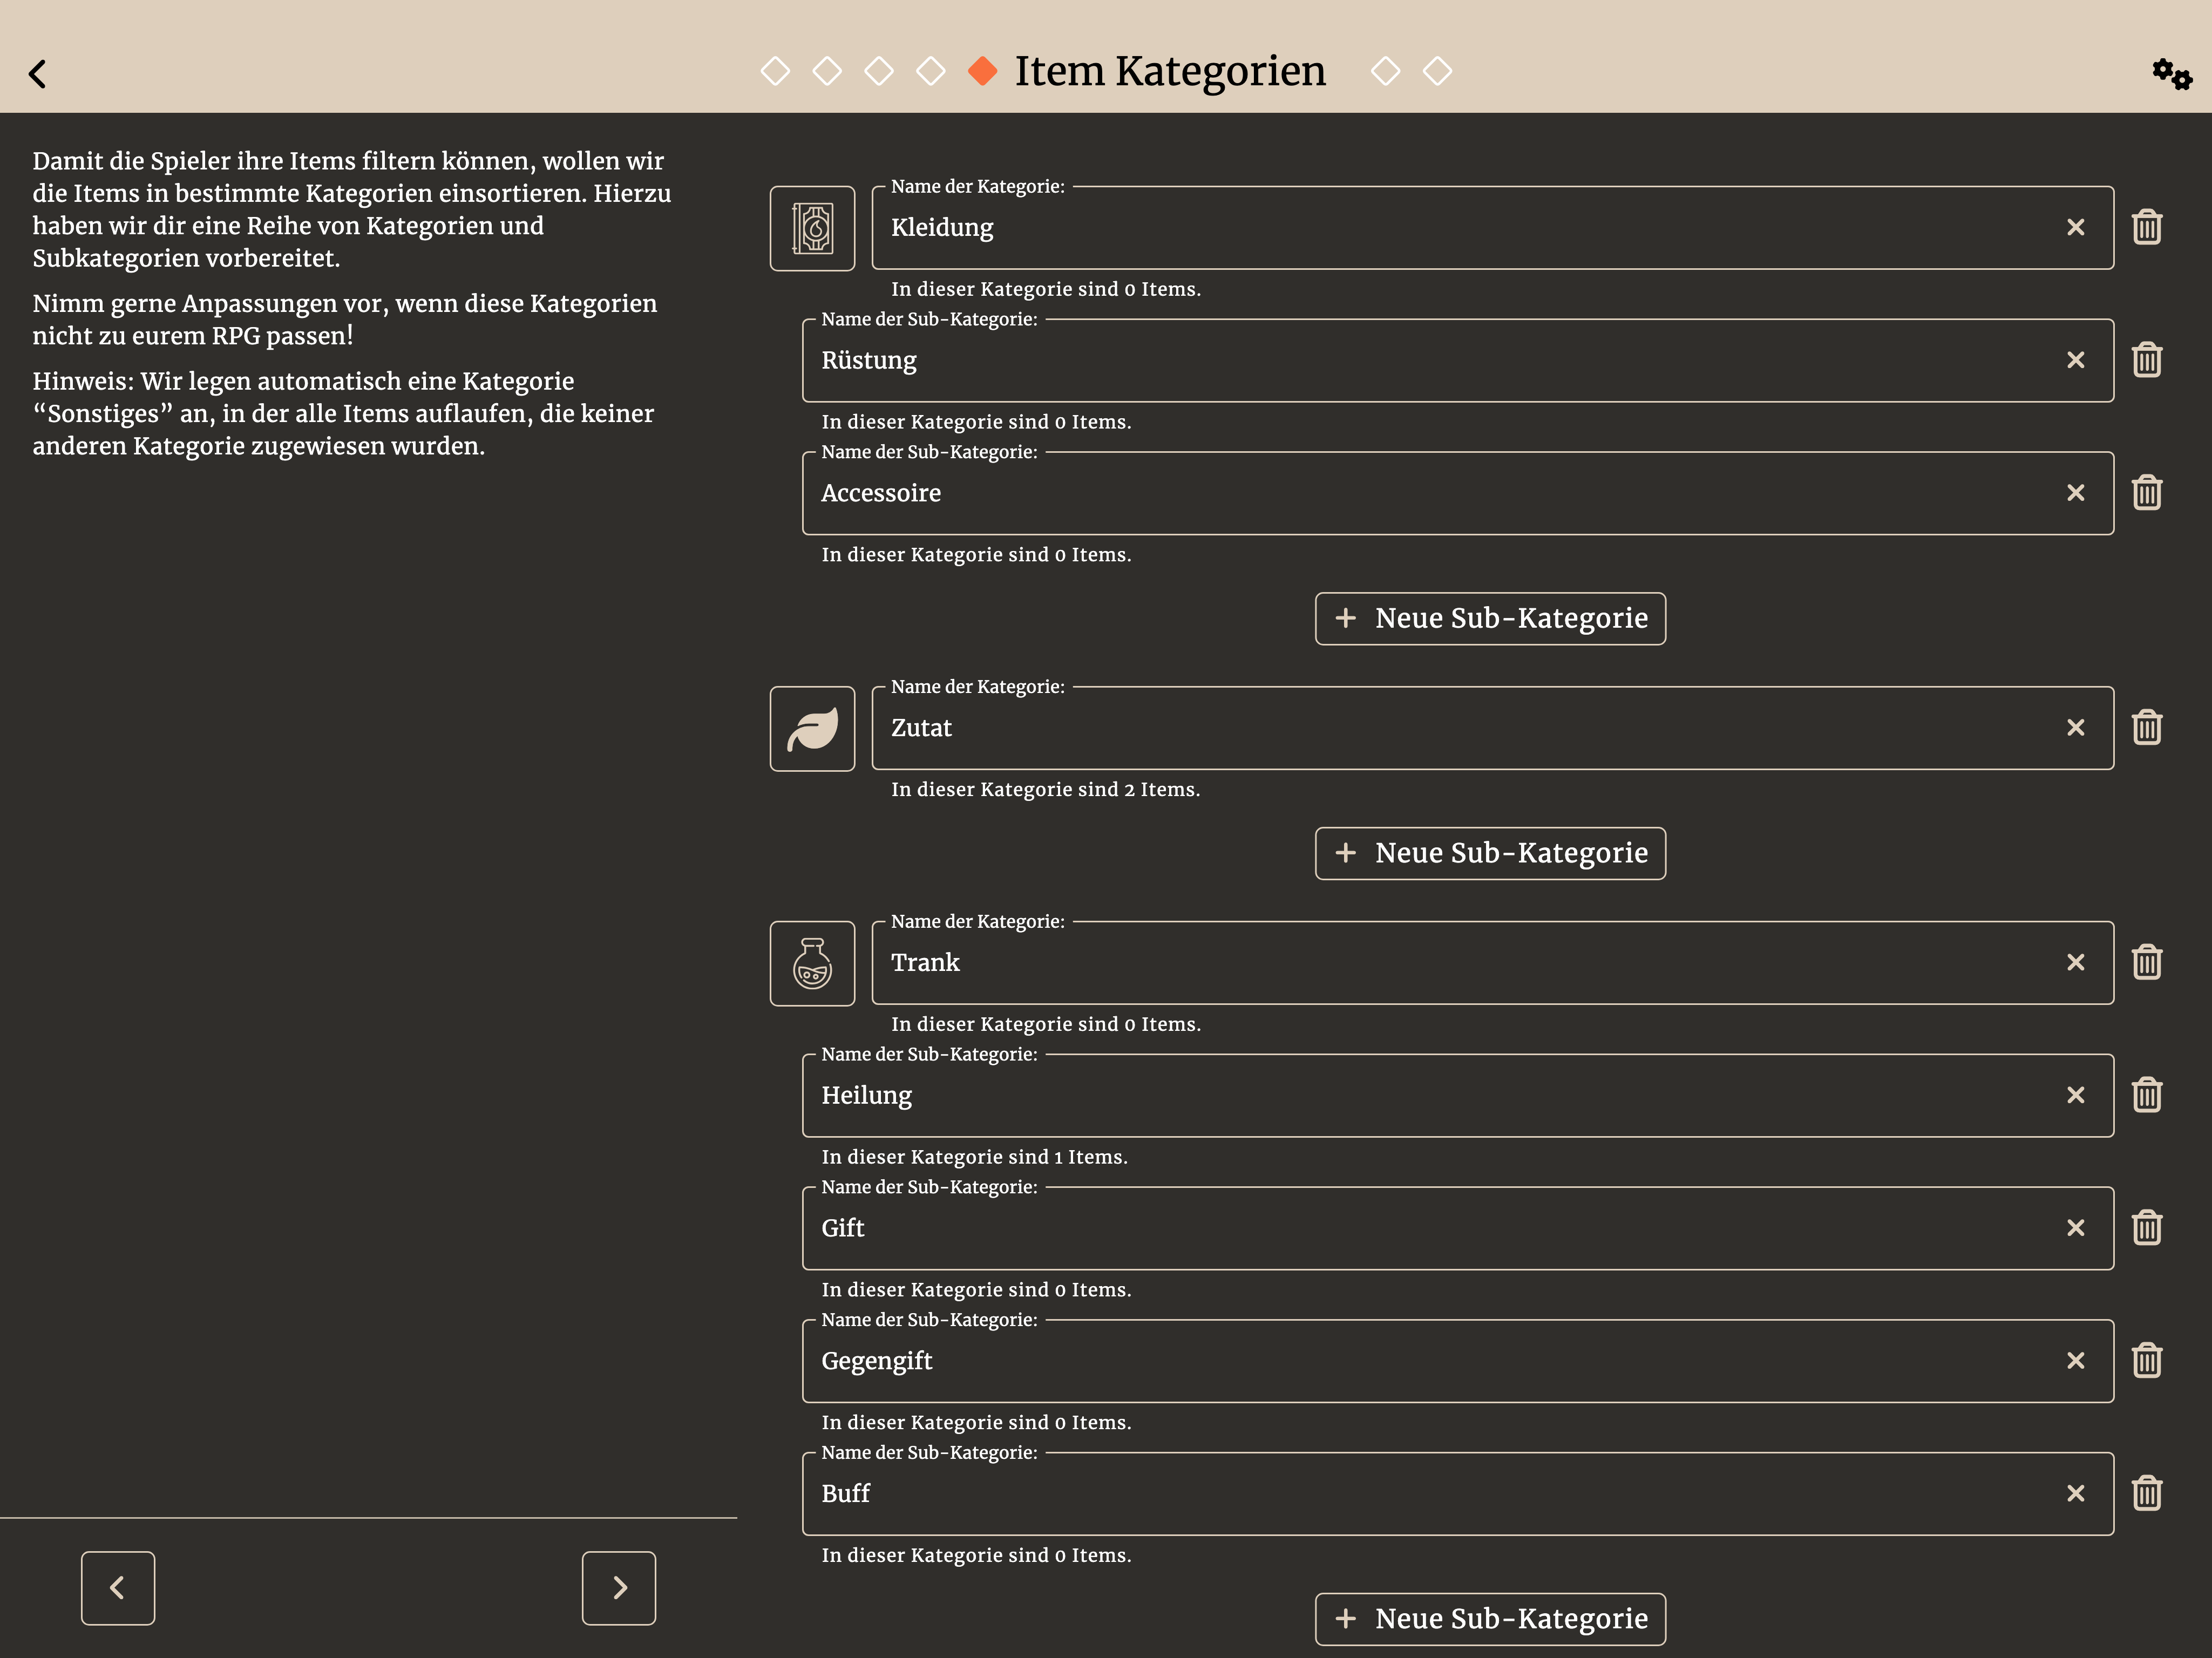 Item Kategorien
Damit die Spieler ihre Items filtern können, wollen wir
die Items in bestimmte Kategorien einsortieren. Hierzu
haben wir dir eine Reihe von Kategorien und
Subkategorien vorbereitet.
Nimm gerne Anpassungen vor, wenn diese Kategorien
nicht zu eurem RPG passen!
Hinweis: Wir legen automatisch eine Kategorie
“Sonstiges” an, in der alle Items auflaufen, die keiner
anderen Kategorie zugewiesen wurden.
Name der Kategorie:
Kleidung
In dieser Kategorie sind 0 Items.
Name der Sub-Kategorie:
Rüstung
In dieser Kategorie sind 0 Items.
Name der Sub-Kategorie:
Accessoire
In dieser Kategorie sind 0 Items.
Neue Sub-Kategorie
Name der Kategorie:
Zutat
In dieser Kategorie sind 2 Items.
Neue Sub-Kategorie
Name der Kategorie:
Trank
In dieser Kategorie sind 0 Items.
Name der Sub-Kategorie:
Heilung
In dieser Kategorie sind 1 Items.
Name der Sub-Kategorie:
Gift
In dieser Kategorie sind 0 Items.
Name der Sub-Kategorie:
Gegengift
In dieser Kategorie sind 0 Items.
Name der Sub-Kategorie:
Buff
In dieser Kategorie sind 0 Items.
Neue Sub-Kategorie